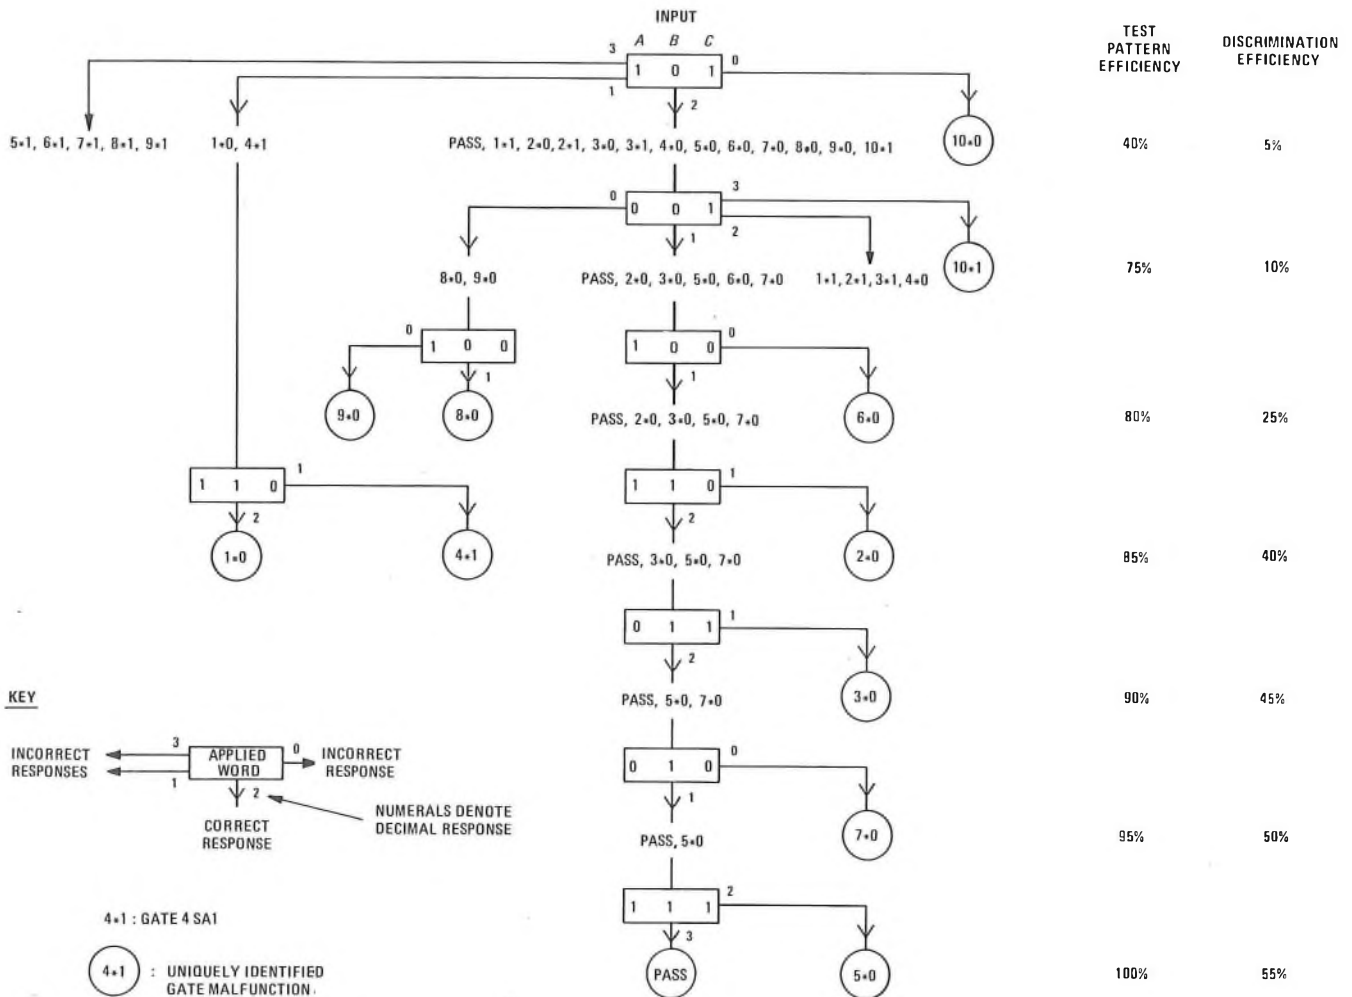 INPUT
A B C
TEST PATTERN EFFICIENCY
DISCRIMINATION EFFICIENCY
3
1 0 1
0
1
2
5*1, 6*1, 7*1, 8*1, 9*1
1*0, 4*1
PASS, 1*1, 2*0, 2*1, 3*0, 3*1, 4*0, 5*0, 6*0, 7*0, 8*0, 9*0, 10*1
10*0
40%
5%
0
0 0 1
3
1
2
8*0, 9*0
PASS, 2*0, 3*0, 5*0, 6*0, 7*0
1*1, 2*1, 3*1, 4*0
10*1
75%
10%
0
1 0 0
1
1 0 0
0
1
9*0
8*0
PASS, 2*0, 3*0, 5*0, 7*0
6*0
80%
25%
1 1 0
1
2
1 1 0
1
2
1*0
4*1
PASS, 3*0, 5*0, 7*0
2*0
85%
40%
0 1 1
1
2
PASS, 5*0, 7*0
3*0
90%
45%
KEY
INCORRECT RESPONSES
3
1
APPLIED WORD
0
INCORRECT RESPONSE
2
CORRECT RESPONSE
NUMERALS DENOTE DECIMAL RESPONSE
0 1 0
0
1
PASS, 5*0
7*0
95%
50%
1 1 1
2
3
PASS
5*0
100%
55%
4*1 : GATE 4 SA1
4*1
: UNIQUELY IDENTIFIED
GATE MALFUNCTION.